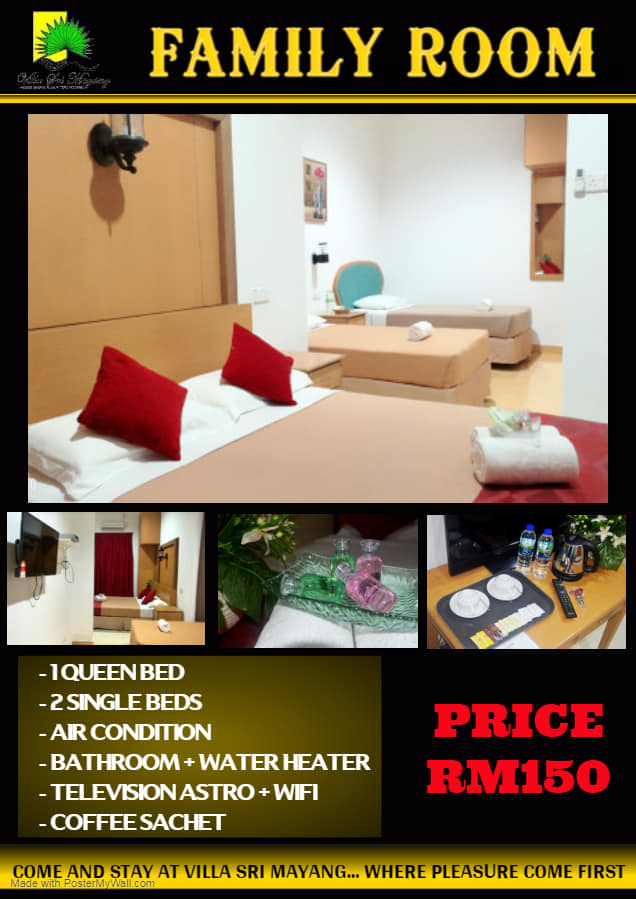 Villa Sri Mayang
FAMILY ROOM
- 1 QUEEN BED
- 2 SINGLE BEDS
- AIR CONDITION
- BATHROOM + WATER HEATER
- TELEVISION ASTRO + WIFI
- COFFEE SACHET
PRICE
RM150
COME AND STAY AT VILLA SRI MAYANG... WHERE PLEASURE COME FIRST
Made with PosterMyWall.com